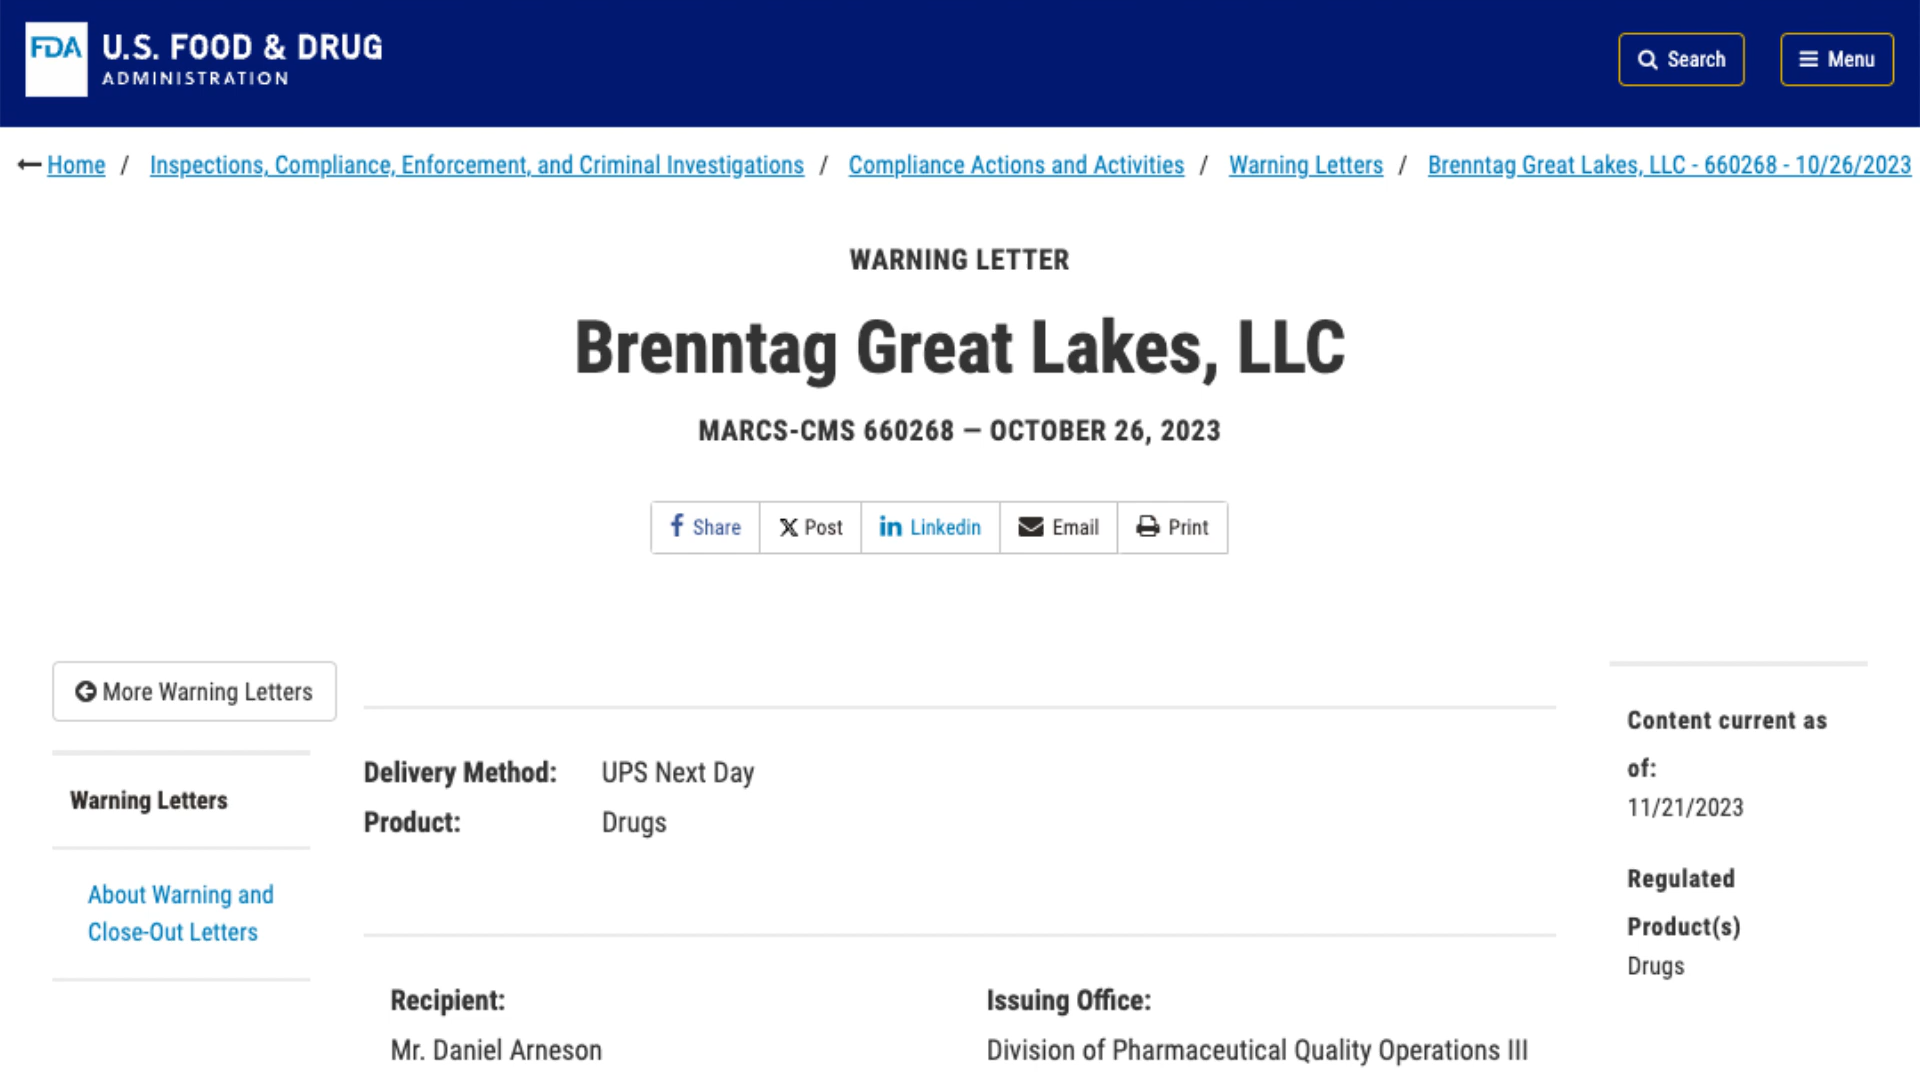 FDA U.S. FOOD & DRUG
ADMINISTRATION
Search
Menu
Home / Inspections, Compliance, Enforcement, and Criminal Investigations / Compliance Actions and Activities / Warning Letters / Brenntag Great Lakes, LLC - 660268 - 10/26/2023
WARNING LETTER
Brenntag Great Lakes, LLC
MARCS-CMS 660268 — OCTOBER 26, 2023
Share
Post
Linkedin
Email
Print
More Warning Letters
Warning Letters
About Warning and
Close-Out Letters
Delivery Method: UPS Next Day
Product: Drugs
Recipient:
Mr. Daniel Arneson
Issuing Office:
Division of Pharmaceutical Quality Operations III
Content current as
of:
11/21/2023
Regulated
Product(s)
Drugs